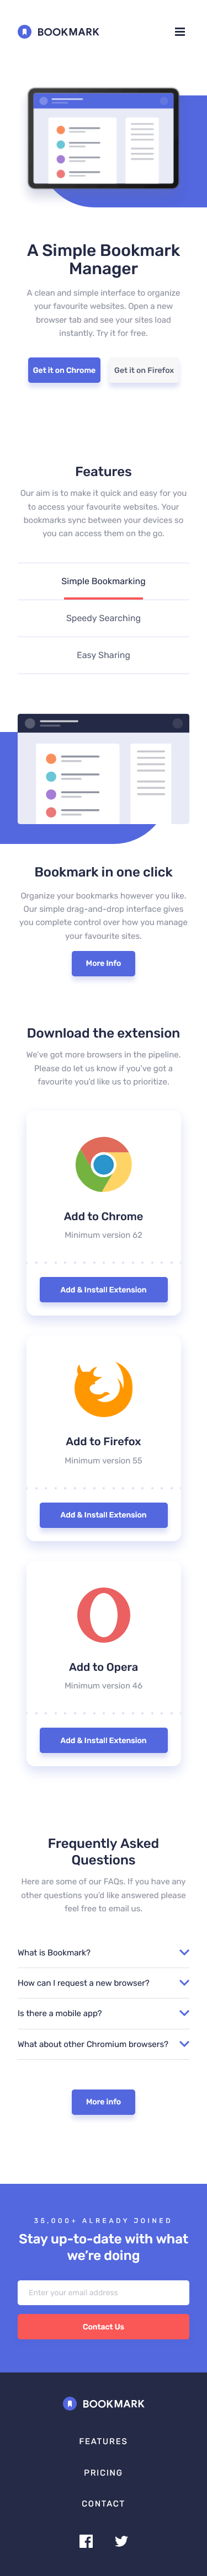 BOOKMARK
A Simple Bookmark
Manager
A clean and simple interface to organize
your favourite websites. Open a new
browser tab and see your sites load
instantly. Try it for free.
Get it on Chrome
Get it on Firefox
Features
Our aim is to make it quick and easy for you
to access your favourite websites. Your
bookmarks sync between your devices so
you can access them on the go.
Simple Bookmarking
Speedy Searching
Easy Sharing
Bookmark in one click
Organize your bookmarks however you like.
Our simple drag-and-drop interface gives
you complete control over how you manage
your favourite sites.
More Info
Download the extension
We've got more browsers in the pipeline.
Please do let us know if you've got a
favourite you'd like us to prioritize.
Add to Chrome
Minimum version 62
Add & Install Extension
Add to Firefox
Minimum version 55
Add & Install Extension
Add to Opera
Minimum version 46
Add & Install Extension
Frequently Asked
Questions
Here are some of our FAQs. If you have any
other questions you'd like answered please
feel free to email us.
What is Bookmark?
How can I request a new browser?
Is there a mobile app?
What about other Chromium browsers?
More info
35,000+ ALREADY JOINED
Stay up-to-date with what
we're doing
Enter your email address
Contact Us
BOOKMARK
FEATURES
PRICING
CONTACT